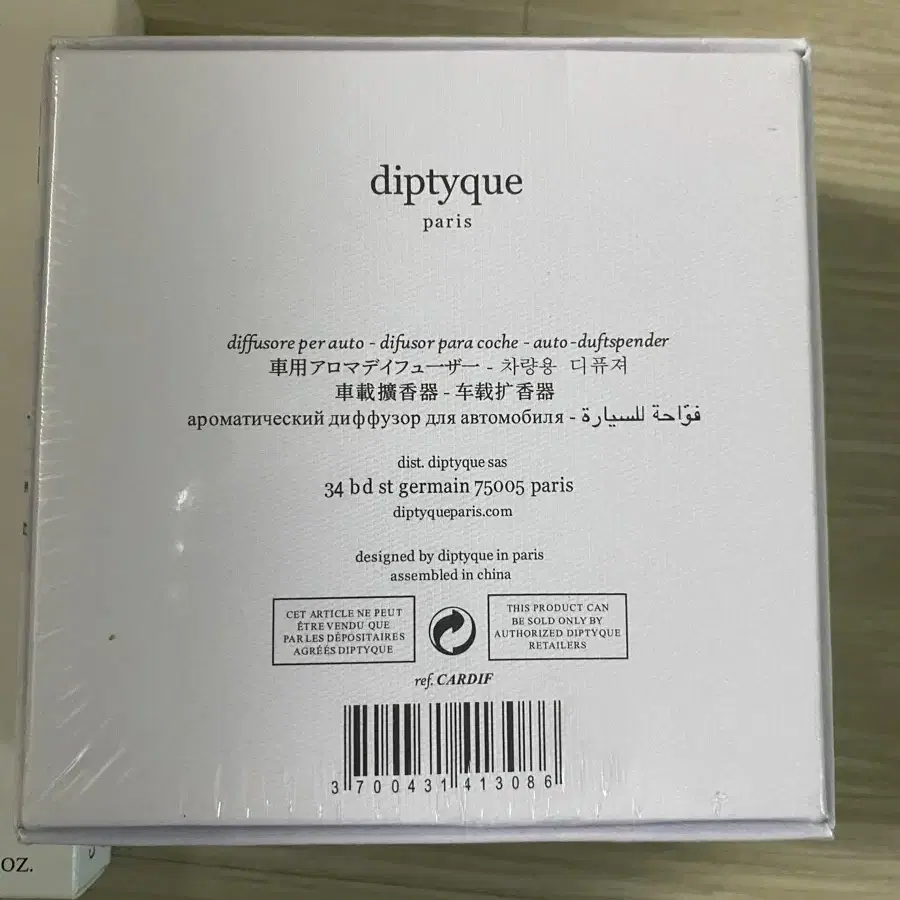 diptyque
paris
diffusore per auto - difusor para coche - auto-duftspender
車用アロマデイフューザー - 차량용 디퓨져
車載擴香器 - 车载扩香器
ароматический диффузор для автомобиля - فوّاحة للسيارة
dist. diptyque sas
34 bd st germain 75005 paris
diptyqueparis.com
designed by diptyque in paris
assembled in china
CET ARTICLE NE PEUT
ÊTRE VENDU QUE
PAR LES DÉPOSITAIRES
AGRÉÉS DIPTYQUE
THIS PRODUCT CAN
BE SOLD ONLY BY
AUTHORIZED DIPTYQUE
RETAILERS
ref. CARDIF
3 700431 413086
OZ.